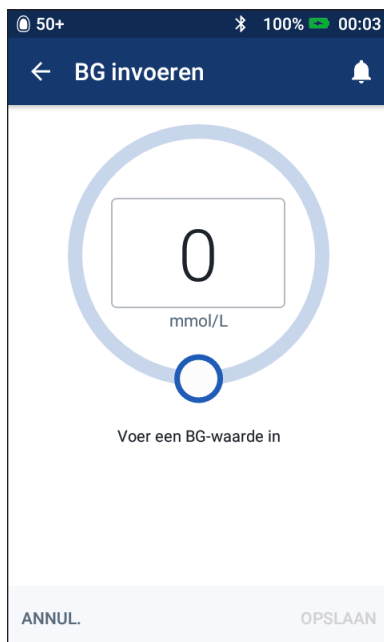 50+ 100% 00:03
BG invoeren
0
mmol/L
Voer een BG-waarde in
ANNUL. OPSLAAN